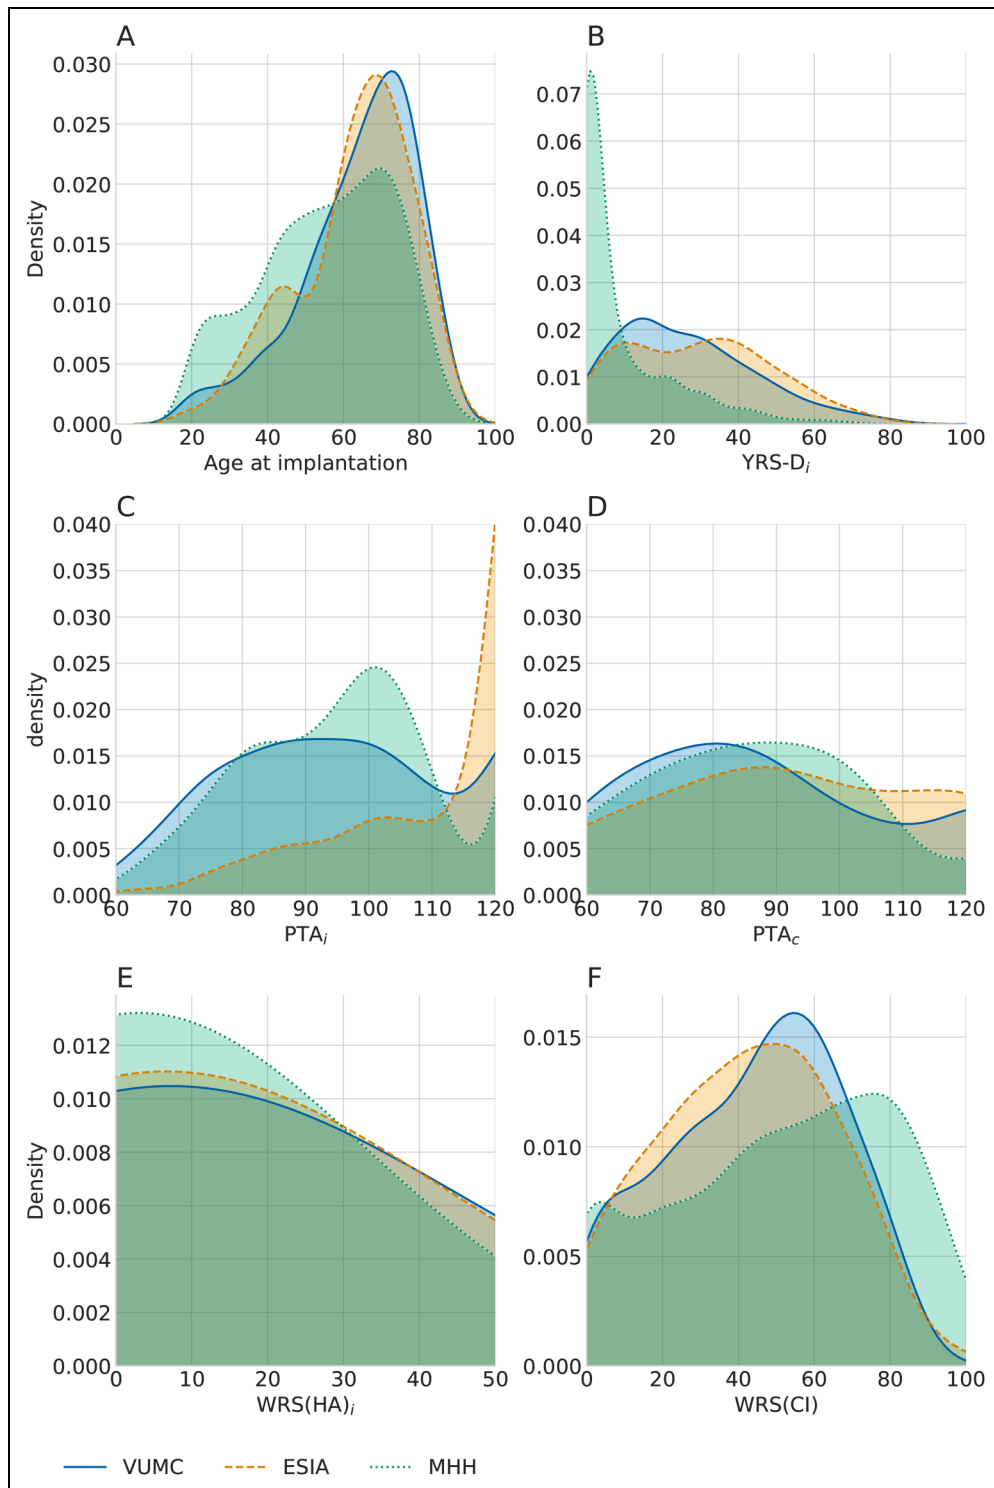 A
B
0.030
0.025
0.020
0.015
0.010
0.005
0.000
Density
0 20 40 60 80 100
Age at implantation
0.07
0.06
0.05
0.04
0.03
0.02
0.01
0.00
0 20 40 60 80 100
YRS-Di
C
D
0.040
0.035
0.030
0.025
0.020
0.015
0.010
0.005
0.000
density
60 70 80 90 100 110 120
PTAi
0.040
0.035
0.030
0.025
0.020
0.015
0.010
0.005
0.000
60 70 80 90 100 110 120
PTAc
E
F
0.012
0.010
0.008
0.006
0.004
0.002
0.000
Density
0 10 20 30 40 50
WRS(HA)i
0.015
0.010
0.005
0.000
0 20 40 60 80 100
WRS(CI)
VUMC ESIA MHH